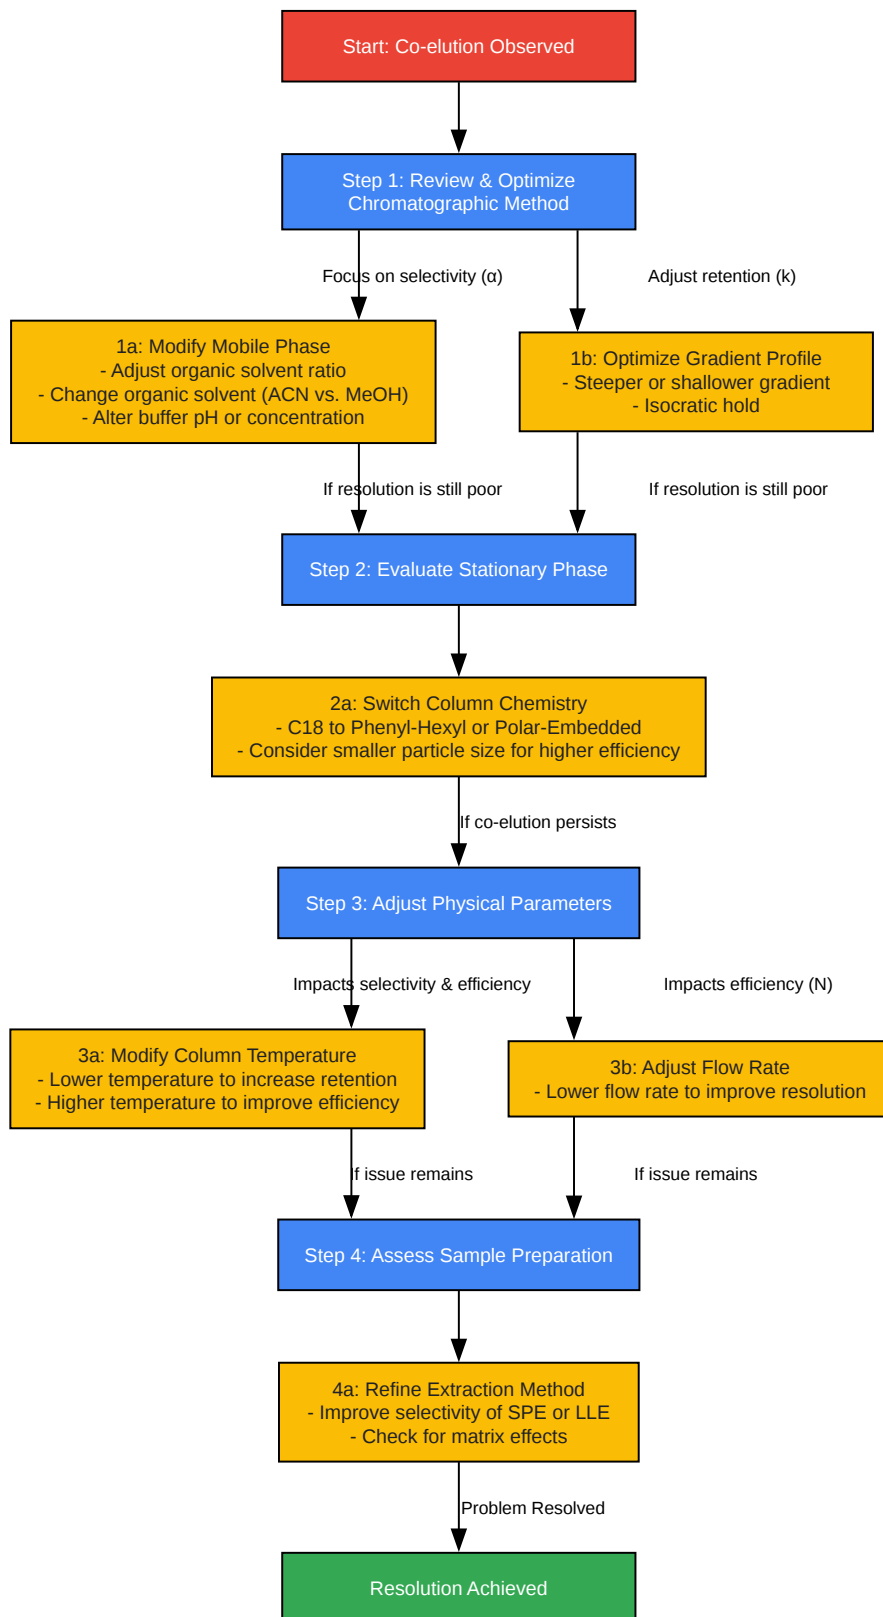 Start: Co-elution Observed
Step 1: Review & Optimize
Chromatographic Method
Focus on selectivity (α)
Adjust retention (k)
1a: Modify Mobile Phase
- Adjust organic solvent ratio
- Change organic solvent (ACN vs. MeOH)
- Alter buffer pH or concentration
1b: Optimize Gradient Profile
- Steeper or shallower gradient
- Isocratic hold
If resolution is still poor
If resolution is still poor
Step 2: Evaluate Stationary Phase
2a: Switch Column Chemistry
- C18 to Phenyl-Hexyl or Polar-Embedded
- Consider smaller particle size for higher efficiency
If co-elution persists
Step 3: Adjust Physical Parameters
Impacts selectivity & efficiency
Impacts efficiency (N)
3a: Modify Column Temperature
- Lower temperature to increase retention
- Higher temperature to improve efficiency
3b: Adjust Flow Rate
- Lower flow rate to improve resolution
If issue remains
If issue remains
Step 4: Assess Sample Preparation
4a: Refine Extraction Method
- Improve selectivity of SPE or LLE
- Check for matrix effects
Problem Resolved
Resolution Achieved